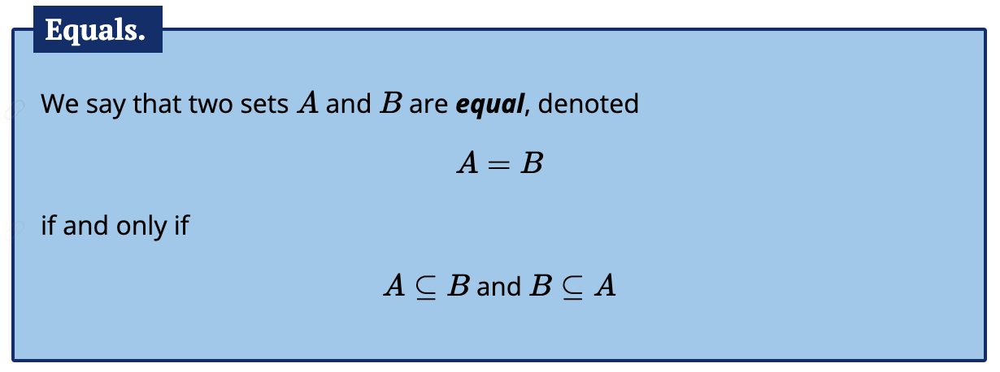 Equals.
We say that two sets A and B are equal, denoted
A = B
if and only if
A ⊆ B and B ⊆ A